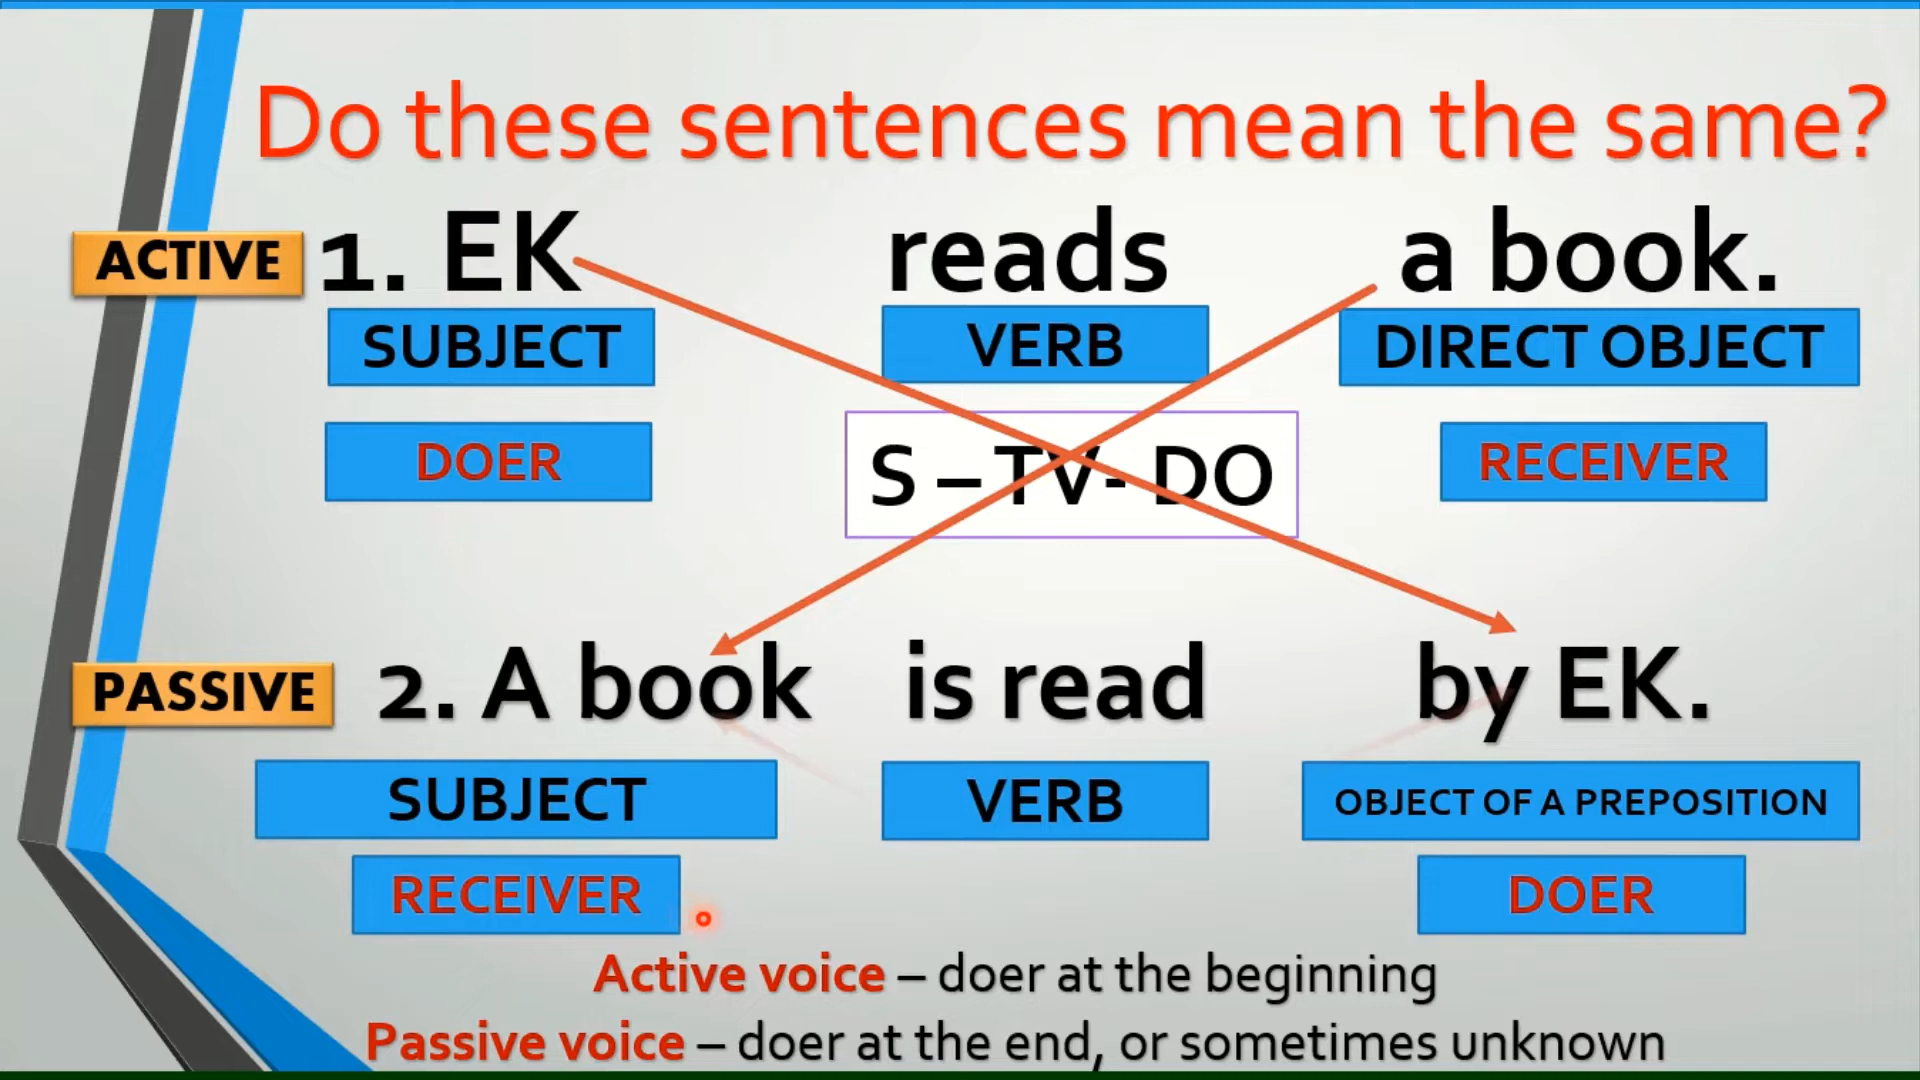 Do these sentences mean the same?
ACTIVE 1. EK reads a book.
SUBJECT VERB DIRECT OBJECT
DOER S – TV- DO RECEIVER
PASSIVE 2. A book is read by EK.
SUBJECT VERB OBJECT OF A PREPOSITION
RECEIVER DOER
Active voice – doer at the beginning
Passive voice – doer at the end, or sometimes unknown